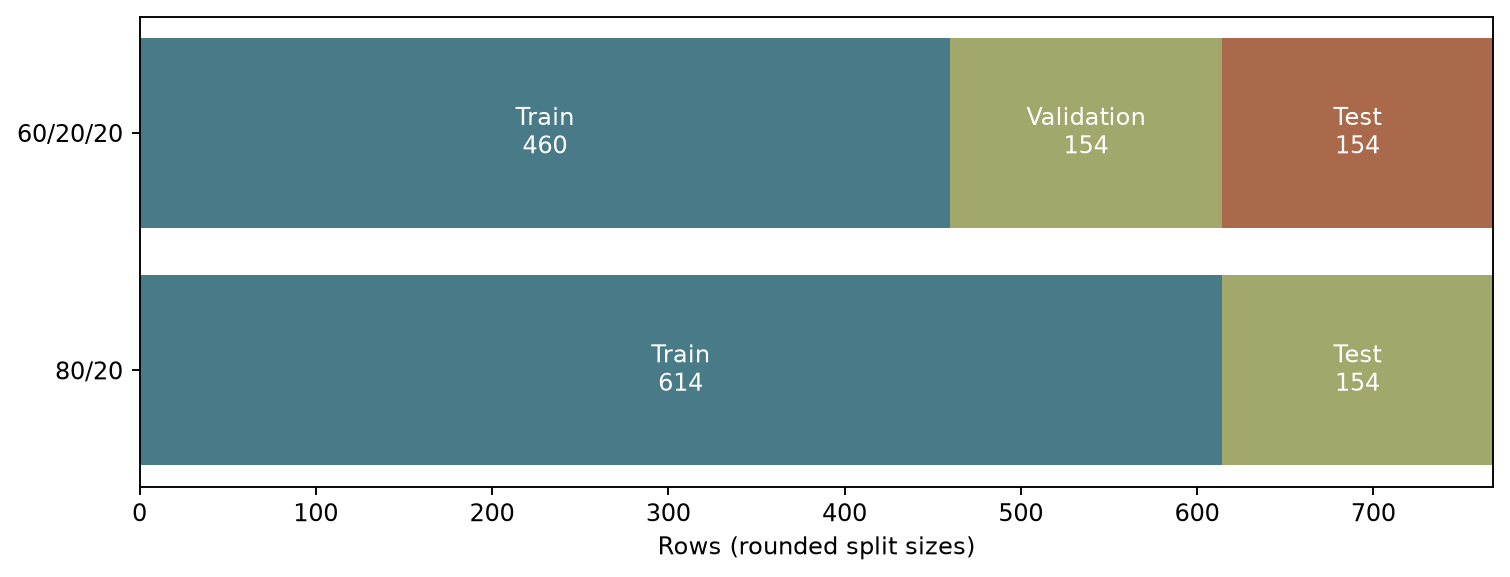 60/20/20
Train
460
Validation
154
Test
154
80/20
Train
614
Test
154
0 100 200 300 400 500 600 700
Rows (rounded split sizes)